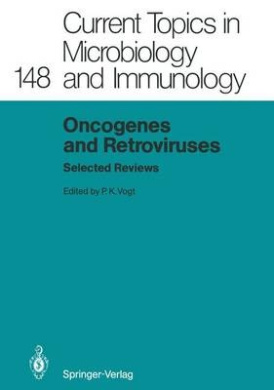 Current Topics in
Microbiology
148 and Immunology
Oncogenes
and Retroviruses
Selected Reviews
Edited by P. K. Vogt
Springer-Verlag